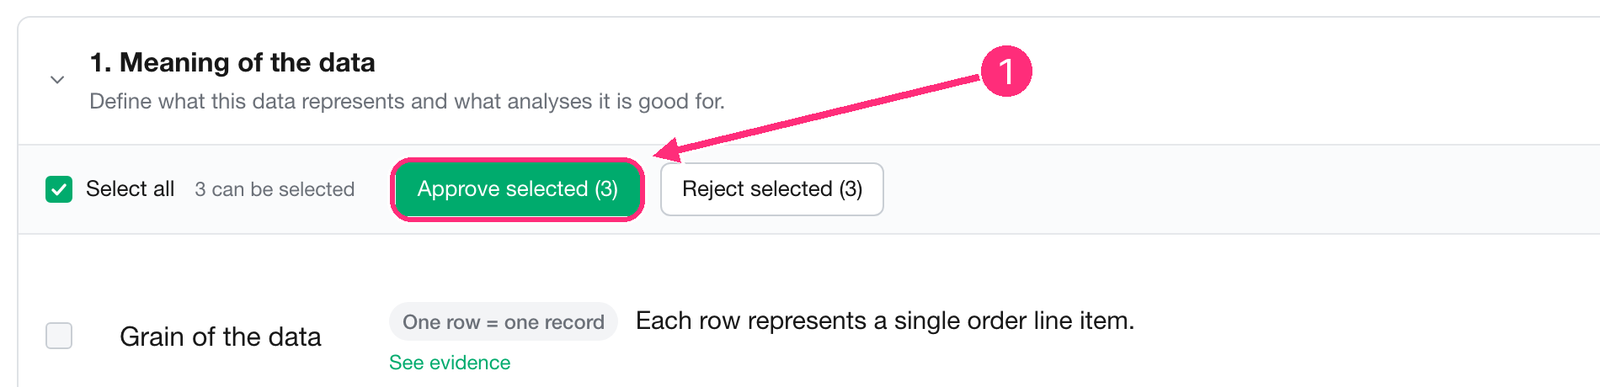 1. Meaning of the data
Define what this data represents and what analyses it is good for.
1
Select all 3 can be selected Approve selected (3) Reject selected (3)
Grain of the data
One row = one record Each row represents a single order line item.
See evidence